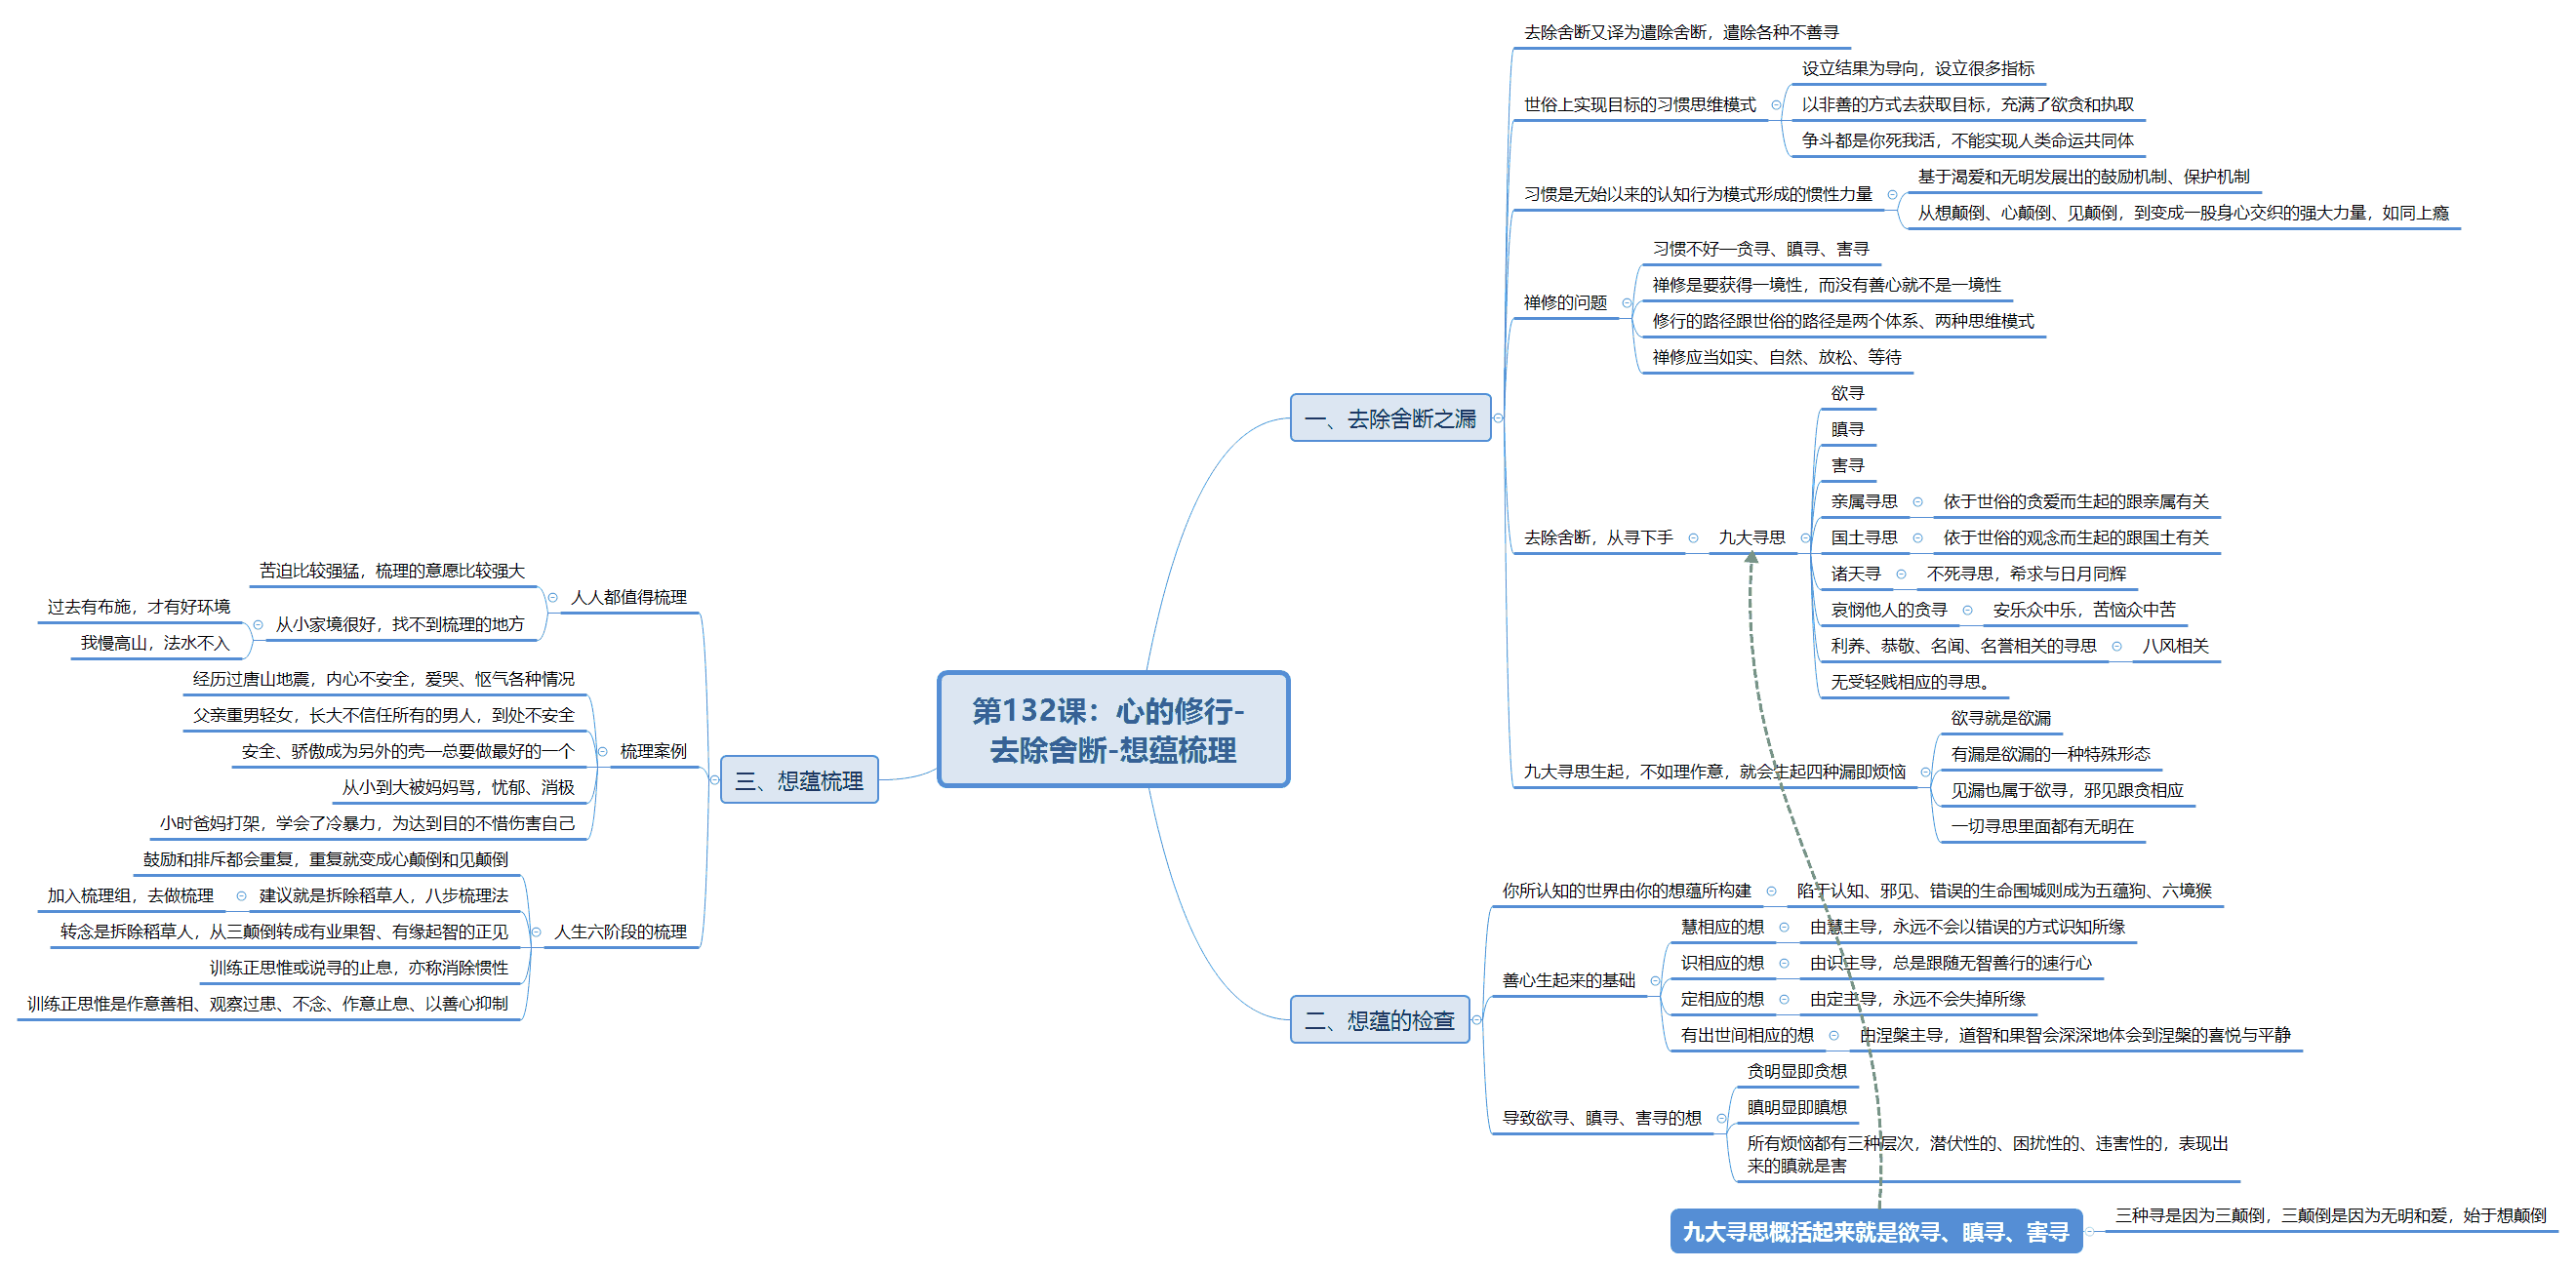 第132课：心的修行-
去除舍断-想蕴梳理
一、去除舍断之漏
去除舍断又译为遣除舍断，遣除各种不善寻
世俗上实现目标的习惯思维模式
设立结果为导向，设立很多指标
以非善的方式去获取目标，充满了欲贪和执取
争斗都是你死我活，不能实现人类命运共同体
习惯是无始以来的认知行为模式形成的惯性力量
基于渴爱和无明发展出的鼓励机制、保护机制
从想颠倒、心颠倒、见颠倒，到变成一股身心交织的强大力量，如同上瘾
禅修的问题
习惯不好—贪寻、瞋寻、害寻
禅修是要获得一境性，而没有善心就不是一境性
修行的路径跟世俗的路径是两个体系、两种思维模式
禅修应当如实、自然、放松、等待
去除舍断，从寻下手
九大寻思
欲寻
瞋寻
害寻
亲属寻思
依于世俗的贪爱而生起的跟亲属有关
国土寻思
依于世俗的观念而生起的跟国土有关
诸天寻
不死寻思，希求与日月同辉
哀悯他人的贪寻
安乐众中乐，苦恼众中苦
利养、恭敬、名闻、名誉相关的寻思
八风相关
无受轻贱相应的寻思。
九大寻思生起，不如理作意，就会生起四种漏即烦恼
欲寻就是欲漏
有漏是欲漏的一种特殊形态
见漏也属于欲寻，邪见跟贪相应
一切寻思里面都有无明在
二、想蕴的检查
你所认知的世界由你的想蕴所构建
陷于认知、邪见、错误的生命围城则成为五蕴狗、六境猴
善心生起来的基础
慧相应的想
由慧主导，永远不会以错误的方式识知所缘
识相应的想
由识主导，总是跟随无智善行的速行心
定相应的想
由定主导，永远不会失掉所缘
有出世间相应的想
由涅槃主导，道智和果智会深深地体会到涅槃的喜悦与平静
导致欲寻、瞋寻、害寻的想
贪明显即贪想
瞋明显即瞋想
所有烦恼都有三种层次，潜伏性的、困扰性的、违害性的，表现出
来的瞋就是害
九大寻思概括起来就是欲寻、瞋寻、害寻
三种寻是因为三颠倒，三颠倒是因为无明和爱，始于想颠倒
三、想蕴梳理
人人都值得梳理
苦迫比较强猛，梳理的意愿比较强大
从小家境很好，找不到梳理的地方
过去有布施，才有好环境
我慢高山，法水不入
梳理案例
经历过唐山地震，内心不安全，爱哭、怄气各种情况
父亲重男轻女，长大不信任所有的男人，到处不安全
安全、骄傲成为另外的壳—总要做最好的一个
从小到大被妈妈骂，忧郁、消极
小时爸妈打架，学会了冷暴力，为达到目的不惜伤害自己
人生六阶段的梳理
鼓励和排斥都会重复，重复就变成心颠倒和见颠倒
建议就是拆除稻草人，八步梳理法
加入梳理组，去做梳理
转念是拆除稻草人，从三颠倒转成有业果智、有缘起智的正见
训练正思惟或说寻的止息，亦称消除惯性
训练正思惟是作意善相、观察过患、不念、作意止息、以善心抑制